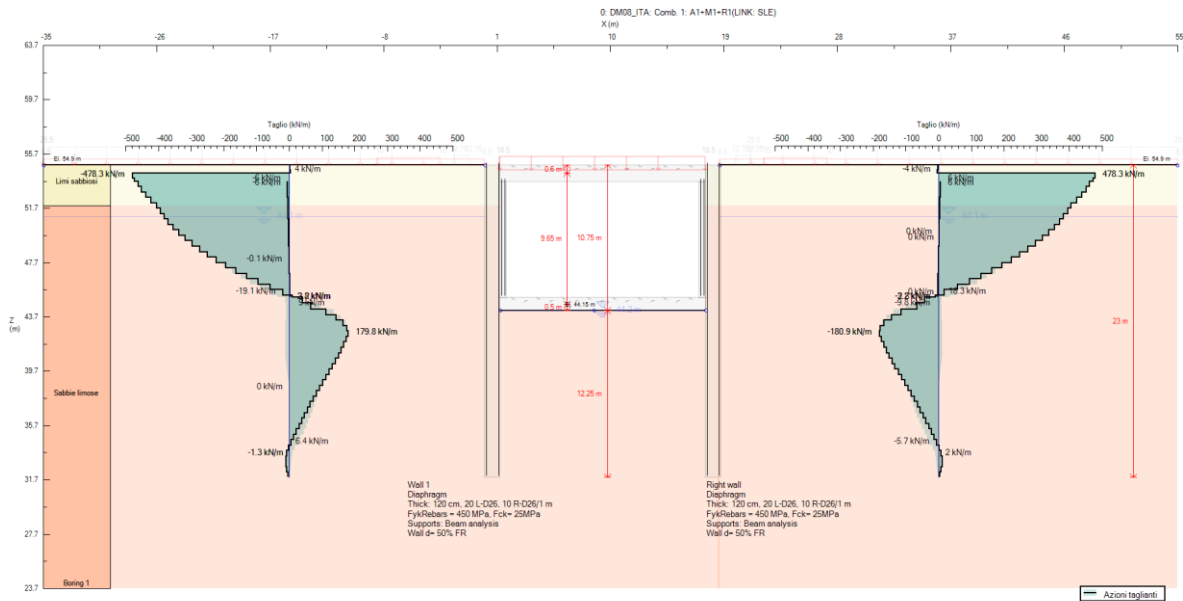 0: DM08_ITA: Comb. 1: A1+M1+R1(LINK: SLE)
X (m)
-35 -26 -17 -8 1 10 19 28 37 46 55
63.7
59.7
55.7
51.7
47.7
43.7
Z
(m)
39.7
35.7
31.7
27.7
23.7
Taglio (kN/m)
-500 -400 -300 -200 -100 0 100 200 300 400 500
Taglio (kN/m)
-500 -400 -300 -200 -100 0 100 200 300 400 500
El. 54.9 m
El. 54.9 m
4 kN/m
-478.3 kN/m
-6 kN/m
-0.1 kN/m
-19.1 kN/m
179.8 kN/m
0 kN/m
6.4 kN/m
-1.3 kN/m
-4 kN/m
478.3 kN/m
6 kN/m
0 kN/m
0 kN/m
0 kN/m
18.3 kN/m
-9.8 kN/m
-180.9 kN/m
-5.7 kN/m
2 kN/m
0.6 m
9.65 m
10.75 m
0.5 m
44.15 m
12.25 m
23 m
Limi sabbiosi
Sabbie limose
Boring 1
Wall 1
Diaphragm
Thick: 120 cm, 20 L-D26, 10 R-D26/1 m
FykRebars = 450 MPa, Fck= 25MPa
Supports: Beam analysis
Wall d= 50% FR
Right wall
Diaphragm
Thick: 120 cm, 20 L-D26, 10 R-D26/1 m
FykRebars = 450 MPa, Fck= 25MPa
Supports: Beam analysis
Wall d= 50% FR
Azioni taglianti